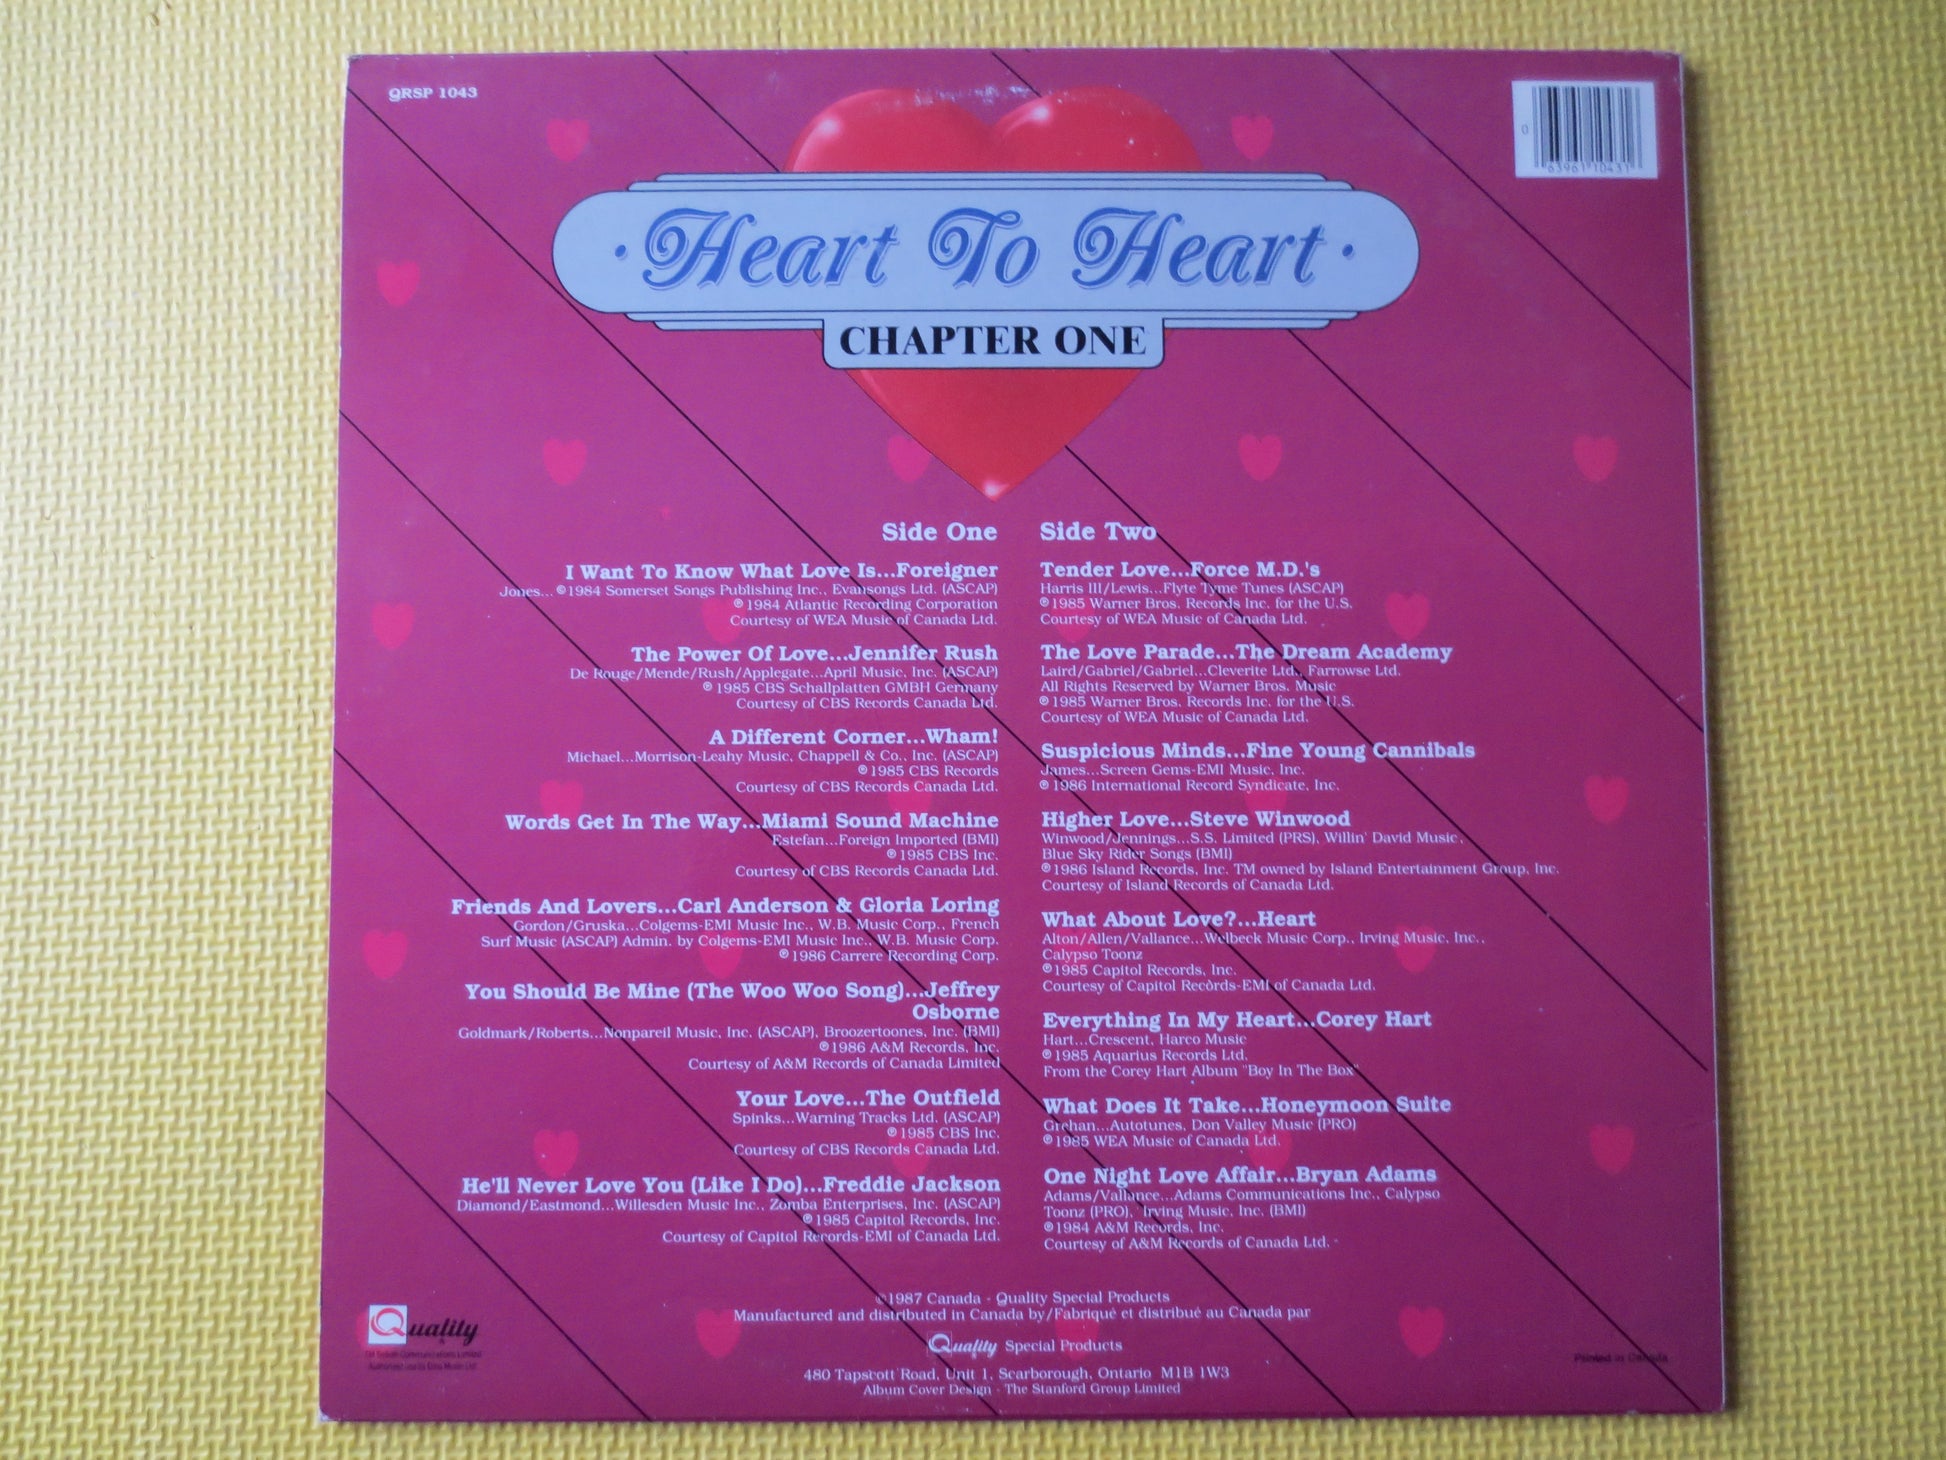 QRSP 1043
0
63961 10431
· Heart To Heart ·
CHAPTER ONE
Side One
I Want To Know What Love Is...Foreigner
Jones... ©1984 Somerset Songs Publishing Inc., Evansongs Ltd. (ASCAP)
℗1984 Atlantic Recording Corporation
Courtesy of WEA Music of Canada Ltd.
The Power Of Love...Jennifer Rush
De Rouge/Mende/Rush/Applegate...April Music, Inc. (ASCAP)
℗1985 CBS Schallplatten GMBH Germany
Courtesy of CBS Records Canada Ltd.
A Different Corner...Wham!
Michael...Morrison-Leahy Music, Chappell & Co., Inc. (ASCAP)
℗1985 CBS Records
Courtesy of CBS Records Canada Ltd.
Words Get In The Way...Miami Sound Machine
Estefan...Foreign Imported (BMI)
℗1985 CBS Inc.
Courtesy of CBS Records Canada Ltd.
Friends And Lovers...Carl Anderson & Gloria Loring
Gordon/Gruska...Colgems-EMI Music Inc., W.B. Music Corp., French
Surf Music (ASCAP) Admin. by Colgems-EMI Music Inc., W.B. Music Corp.
℗1986 Carrere Recording Corp.
You Should Be Mine (The Woo Woo Song)...Jeffrey
Osborne
Goldmark/Roberts...Nonpareil Music, Inc. (ASCAP), Broozertoones, Inc. (BMI)
℗1986 A&M Records, Inc.
Courtesy of A&M Records of Canada Limited
Your Love...The Outfield
Spinks...Warning Tracks Ltd. (ASCAP)
℗1985 CBS Inc.
Courtesy of CBS Records Canada Ltd.
He'll Never Love You (Like I Do)...Freddie Jackson
Diamond/Eastmond...Willesden Music Inc., Zomba Enterprises, Inc. (ASCAP)
℗1985 Capitol Records, Inc.
Courtesy of Capitol Records-EMI of Canada Ltd.
Side Two
Tender Love...Force M.D.'s
Harris III/Lewis...Flyte Tyme Tunes (ASCAP)
℗1985 Warner Bros. Records Inc. for the U.S.
Courtesy of WEA Music of Canada Ltd.
The Love Parade...The Dream Academy
Laird/Gabriel/Gabriel...Cleverite Ltd., Farrowse Ltd.
All Rights Reserved by Warner Bros. Music
℗1985 Warner Bros. Records Inc. for the U.S.
Courtesy of WEA Music of Canada Ltd.
Suspicious Minds...Fine Young Cannibals
James...Screen Gems-EMI Music, Inc.
℗1986 International Record Syndicate, Inc.
Higher Love...Steve Winwood
Winwood/Jennings...S.S. Limited (PRS), Willin' David Music,
Blue Sky Rider Songs (BMI)
℗1986 Island Records, Inc. TM owned by Island Entertainment Group, Inc.
Courtesy of Island Records of Canada Ltd.
What About Love?...Heart
Alton/Allen/Vallance...Welbeck Music Corp., Irving Music, Inc.,
Calypso Toonz
℗1985 Capitol Records, Inc.
Courtesy of Capitol Records-EMI of Canada Ltd.
Everything In My Heart...Corey Hart
Hart...Crescent, Harco Music
℗1985 Aquarius Records Ltd.
From the Corey Hart Album "Boy In The Box"
What Does It Take...Honeymoon Suite
Grehan...Autotunes, Don Valley Music (PRO)
℗1985 WEA Music of Canada Ltd.
One Night Love Affair...Bryan Adams
Adams/Vallance...Adams Communications Inc., Calypso
Toonz (PRO), Irving Music, Inc. (BMI)
℗1984 A&M Records, Inc.
Courtesy of A&M Records of Canada Ltd.
©1987 Canada - Quality Special Products
Manufactured and distributed in Canada by/Fabriqué et distribué au Canada par
Quality Special Products
480 Tapscott Road, Unit 1, Scarborough, Ontario M1B 1W3
Album Cover Design - The Stanford Group Limited
Quality
Printed in Canada